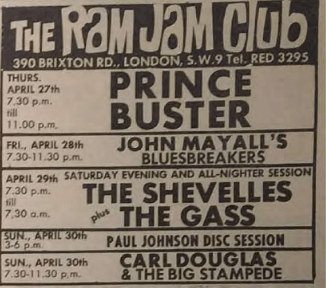 THE RAM JAM CLUB
390 BRIXTON RD., LONDON, S.W.9 Tel. RED 3295
THURS.
APRIL 27th
7.30 p.m.
till
11.00 p.m.
PRINCE
BUSTER
FRI., APRIL 28th
7.30-11.30 p.m.
JOHN MAYALL'S
BLUESBREAKERS
APRIL 29th SATURDAY EVENING AND ALL-NIGHTER SESSION
7.30 p.m.
till
7.30 a.m.
THE SHEVELLES
plus THE GASS
SUN., APRIL 30th
3-6 p.m.
PAUL JOHNSON DISC SESSION
SUN., APRIL 30th
7.30-11.30 p.m.
CARL DOUGLAS
& THE BIG STAMPEDE